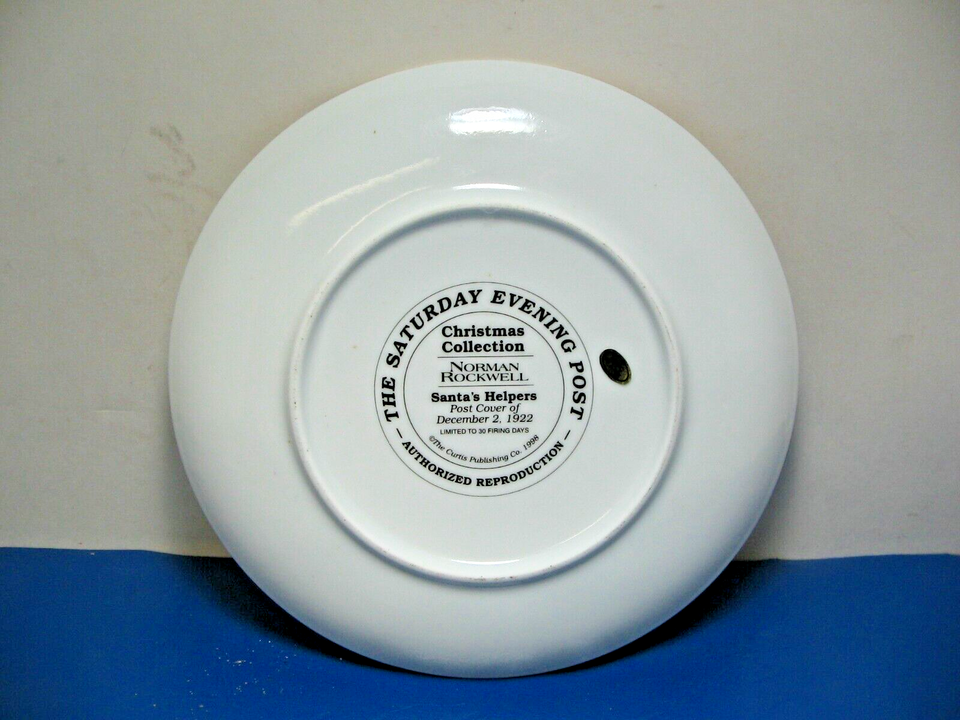 THE SATURDAY EVENING POST
Christmas
Collection
NORMAN
ROCKWELL
Santa's Helpers
Post Cover of
December 2, 1922
LIMITED TO 30 FIRING DAYS
©The Curtis Publishing Co. 1998
— AUTHORIZED REPRODUCTION —